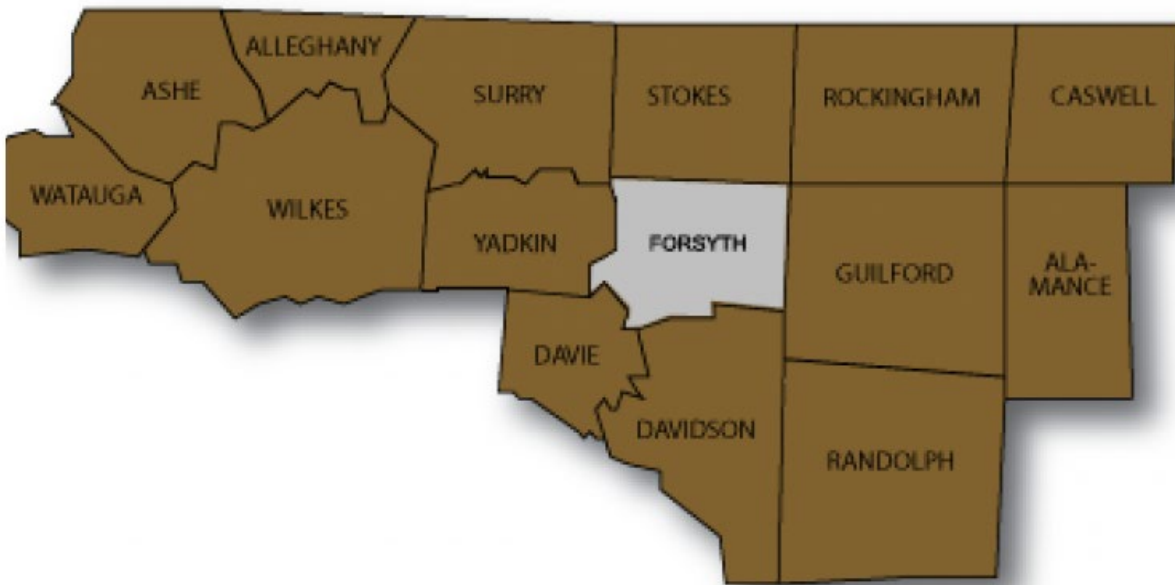 ALLEGHANY
ASHE
SURRY
STOKES
ROCKINGHAM
CASWELL
WATAUGA
WILKES
YADKIN
FORSYTH
GUILFORD
ALA-
MANCE
DAVIE
DAVIDSON
RANDOLPH